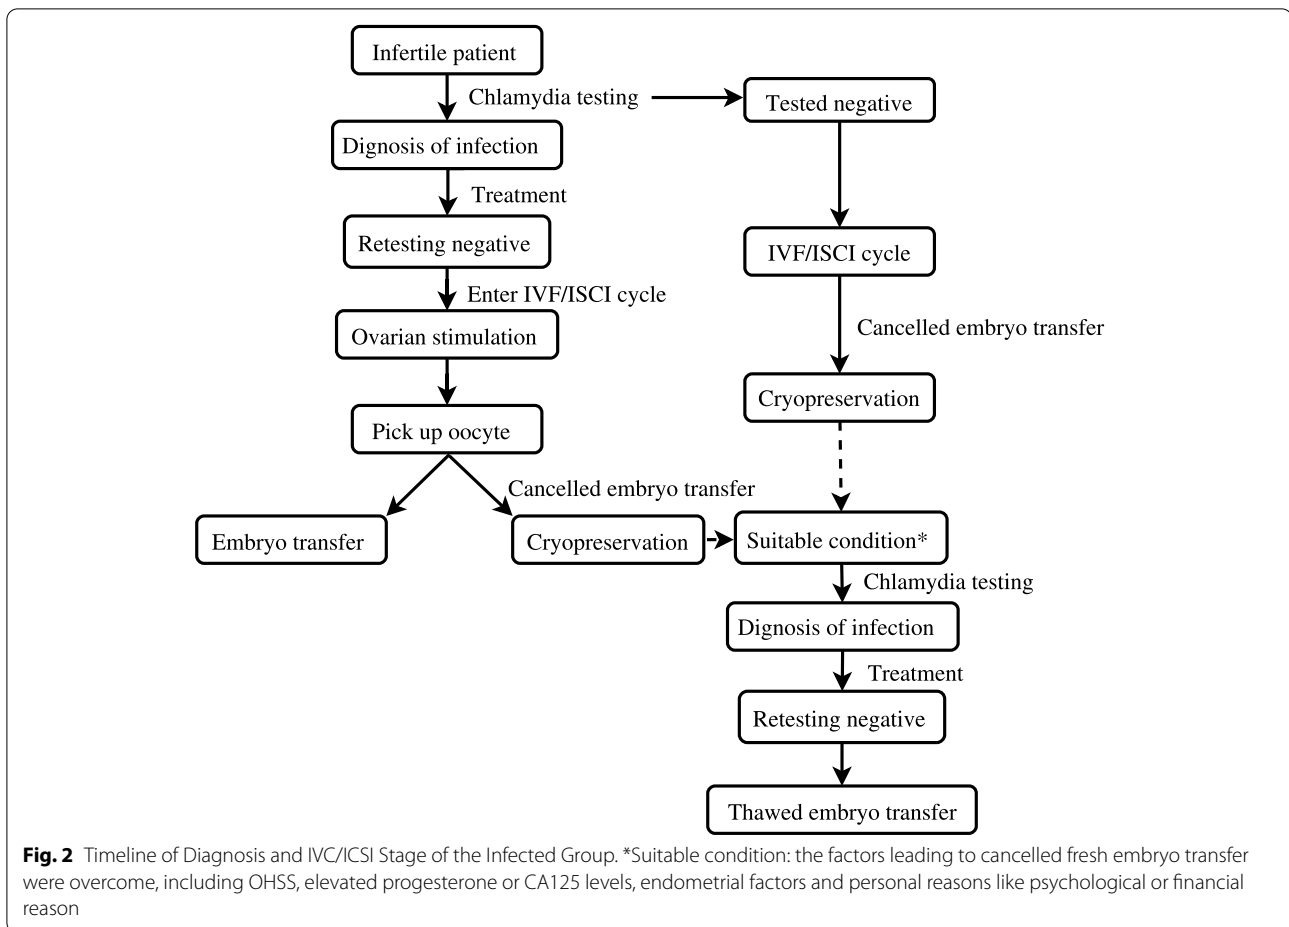 Infertile patient
Chlamydia testing
Tested negative
Dignosis of infection
Treatment
Retesting negative
IVF/ISCI cycle
Enter IVF/ISCI cycle
Ovarian stimulation
Cancelled embryo transfer
Cryopreservation
Pick up oocyte
Cancelled embryo transfer
Embryo transfer
Cryopreservation
Suitable condition*
Chlamydia testing
Dignosis of infection
Treatment
Retesting negative
Thawed embryo transfer
Fig. 2 Timeline of Diagnosis and IVC/ICSI Stage of the Infected Group. *Suitable condition: the factors leading to cancelled fresh embryo transfer
were overcome, including OHSS, elevated progesterone or CA125 levels, endometrial factors and personal reasons like psychological or financial
reason